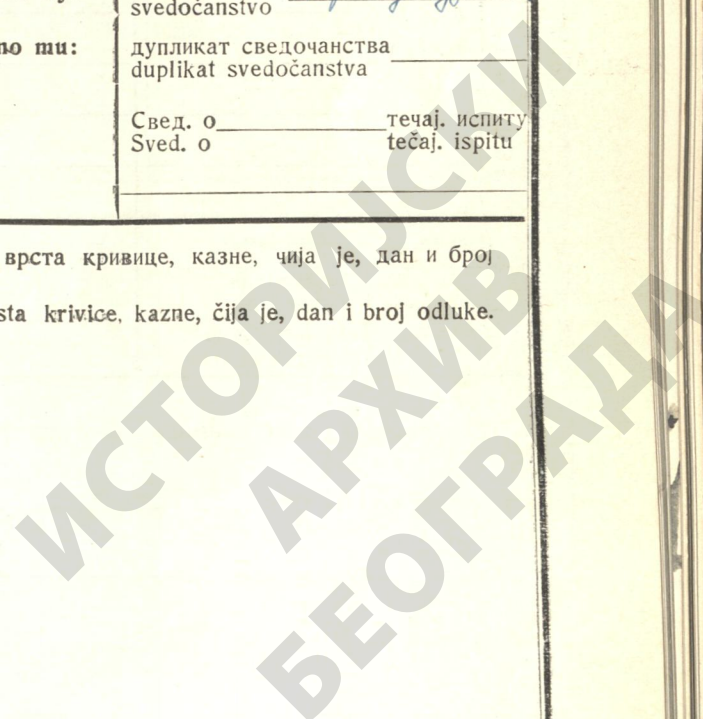 svedočanstvo
mu:
дупликат сведочанства
duplikat svedočanstva
Свед. о течај. испиту
Sved. o tečaj. ispitu
врста кривице, казне, чија је, дан и број
sta krivice, kazne, čija je, dan i broj odluke.
ИСТОРИЈСКИ
АРХИВ
БЕОГРАДА